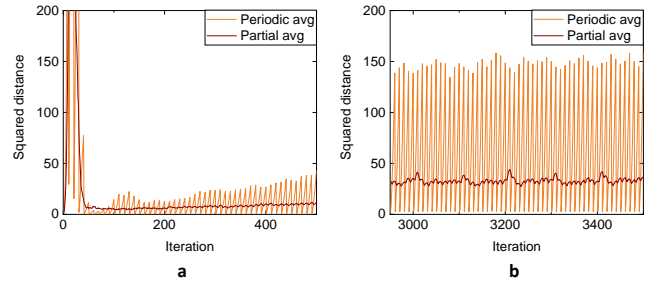 Periodic avg
Partial avg
Squared distance
200
150
100
50
0
0
200
400
Iteration
a
Periodic avg
Partial avg
Squared distance
200
150
100
50
0
3000
3200
3400
Iteration
b